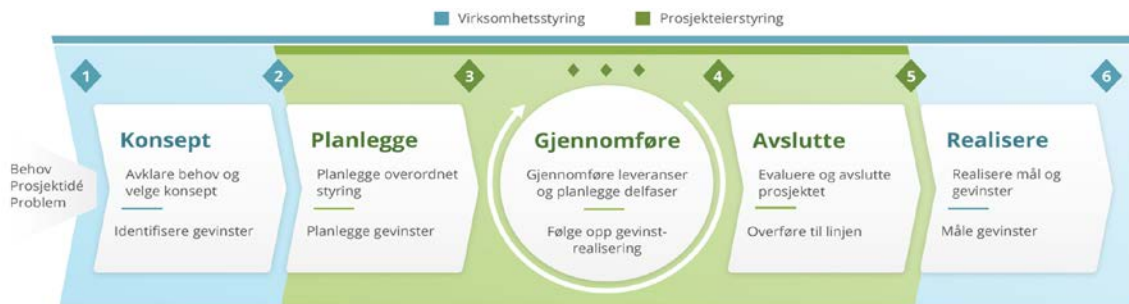 Virksomhetsstyring
Prosjekteierstyring
1
2
3
4
5
6
Behov
Prosjektidé
Problem
Konsept
Avklare behov og
velge konsept
Identifisere gevinster
Planlegge
Planlegge overordnet
styring
Planlegge gevinster
Gjennomføre
Gjennomføre leveranser
og planlegge delfaser
Følge opp gevinst-
realisering
Avslutte
Evaluere og avslutte
prosjektet
Overføre til linjen
Realisere
Realisere mål og
gevinster
Måle gevinster